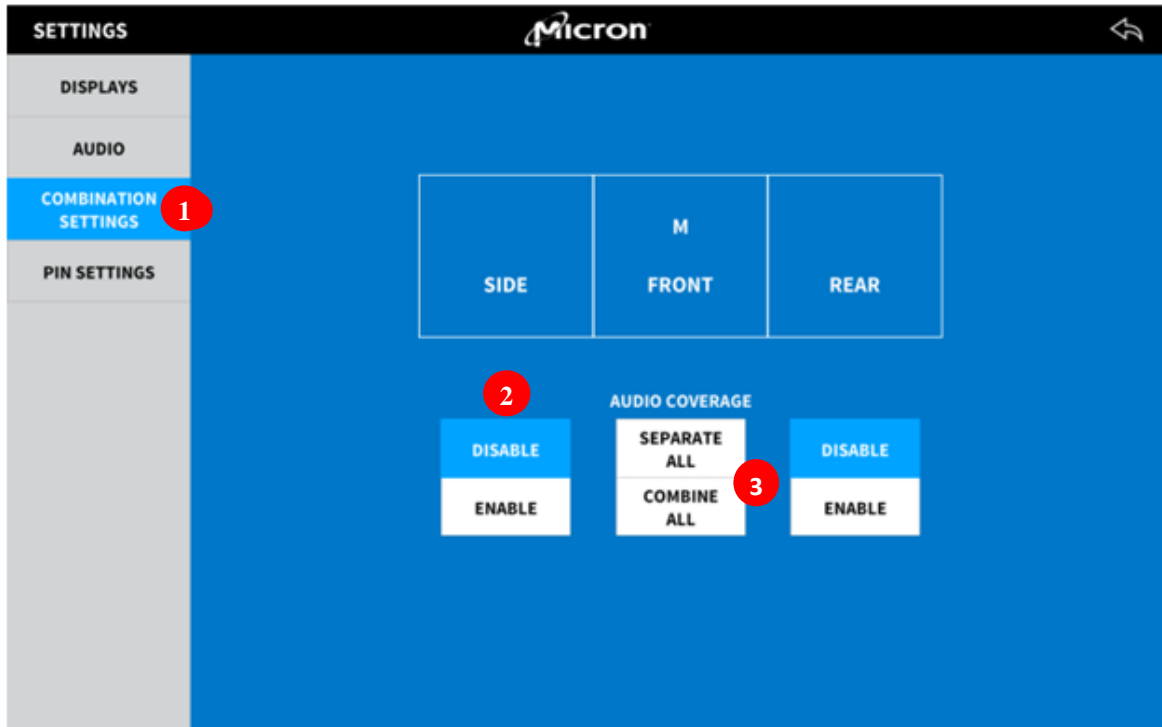 SETTINGS
Micron
DISPLAYS
AUDIO
COMBINATION
SETTINGS
1
PIN SETTINGS
M
SIDE
FRONT
REAR
2
AUDIO COVERAGE
DISABLE
SEPARATE
ALL
DISABLE
3
ENABLE
COMBINE
ALL
ENABLE